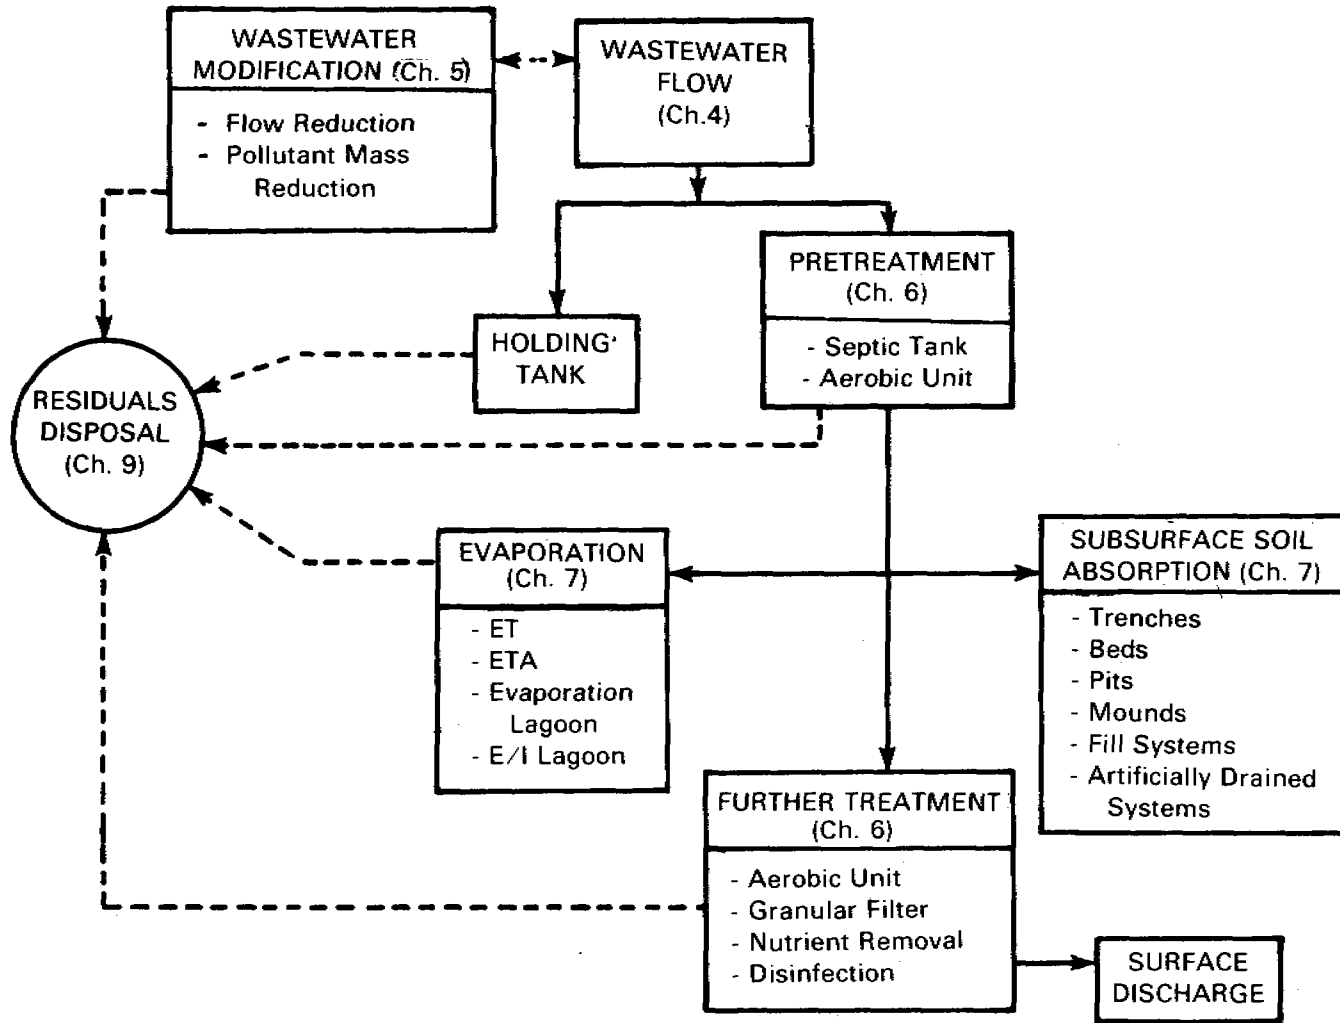 WASTEWATER
MODIFICATION (Ch. 5)
- Flow Reduction
- Pollutant Mass
Reduction
WASTEWATER
FLOW
(Ch.4)
PRETREATMENT
(Ch. 6)
- Septic Tank
- Aerobic Unit
HOLDING
TANK
RESIDUALS
DISPOSAL
(Ch. 9)
EVAPORATION
(Ch. 7)
- ET
- ETA
- Evaporation
Lagoon
- E/I Lagoon
SUBSURFACE SOIL
ABSORPTION (Ch. 7)
- Trenches
- Beds
- Pits
- Mounds
- Fill Systems
- Artificially Drained
Systems
FURTHER TREATMENT
(Ch. 6)
- Aerobic Unit
- Granular Filter
- Nutrient Removal
- Disinfection
SURFACE
DISCHARGE